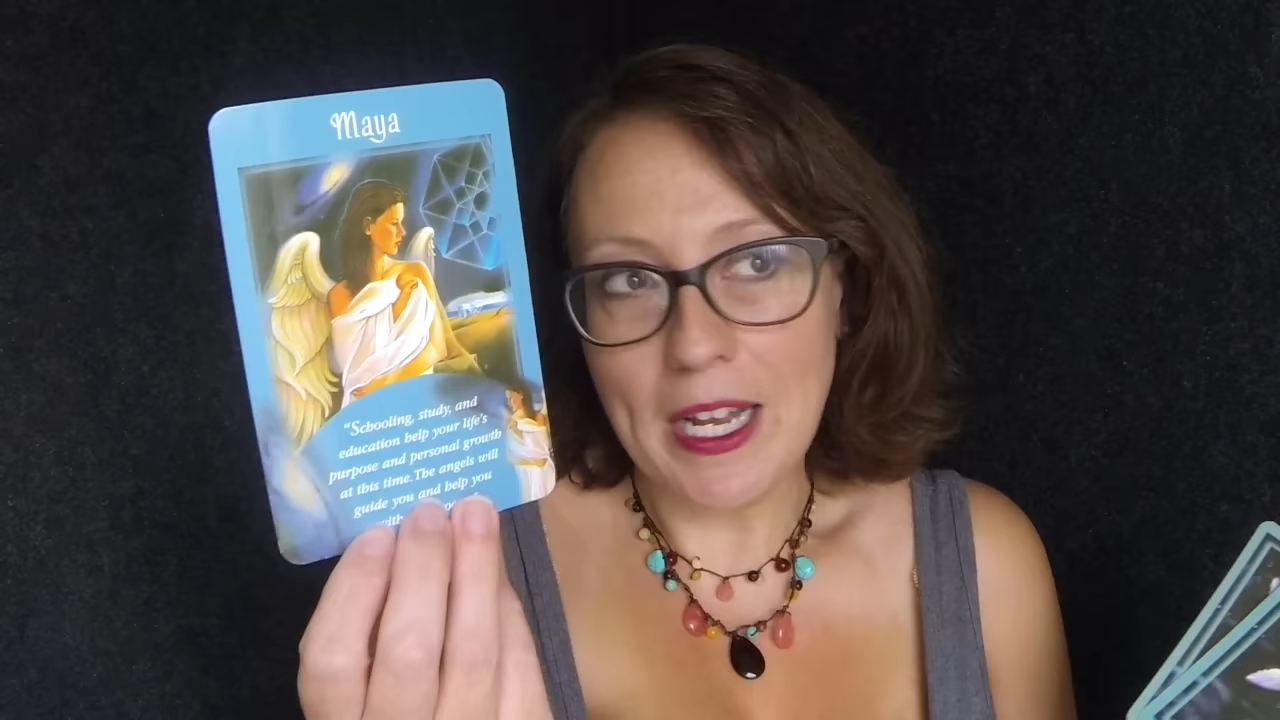 Maya
"Schooling, study, and
education help your life's
purpose and personal growth
at this time. The angels will
guide you and help you
with